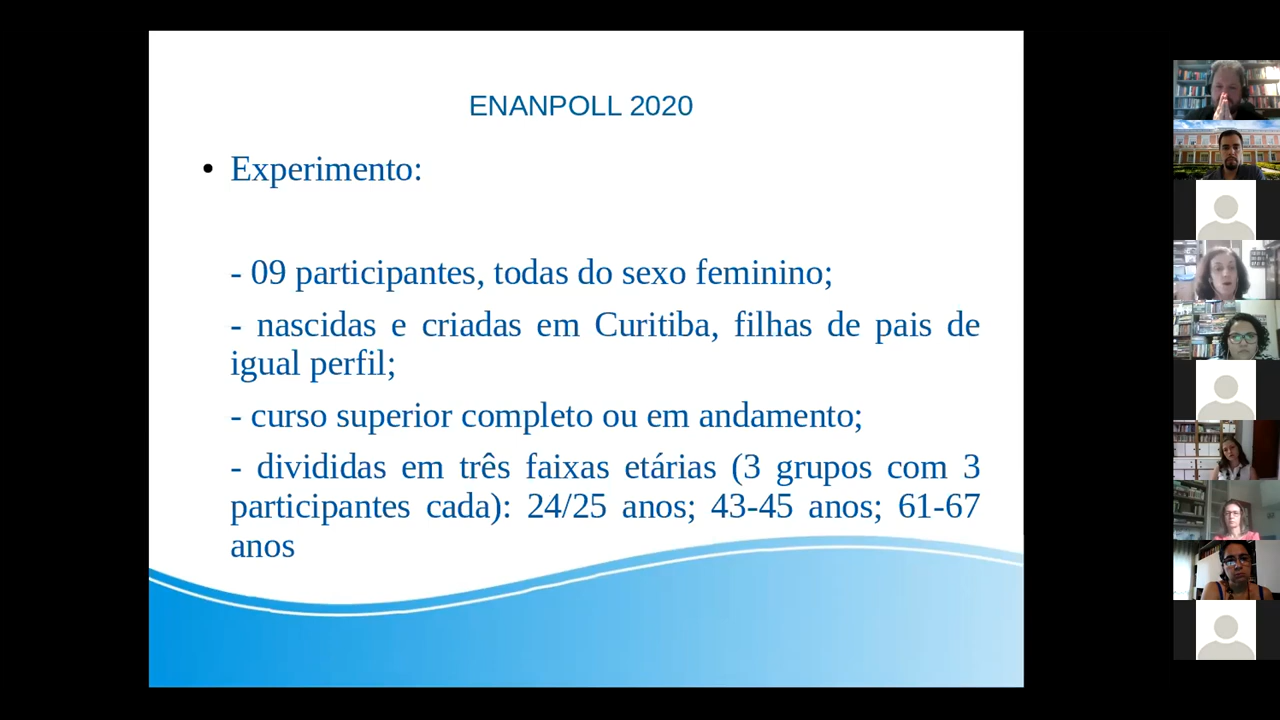 ENANPOLL 2020
• Experimento:
- 09 participantes, todas do sexo feminino;
- nascidas e criadas em Curitiba, filhas de pais de
igual perfil;
- curso superior completo ou em andamento;
- divididas em três faixas etárias (3 grupos com 3
participantes cada): 24/25 anos; 43-45 anos; 61-67
anos